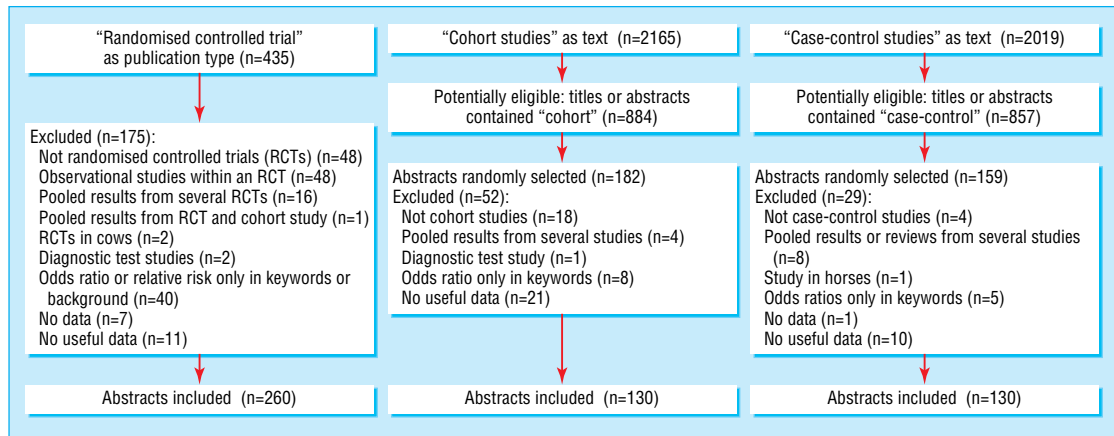 “Randomised controlled trial”
as publication type (n=435)
Excluded (n=175):
Not randomised controlled trials (RCTs) (n=48)
Observational studies within an RCT (n=48)
Pooled results from several RCTs (n=16)
Pooled results from RCT and cohort study (n=1)
RCTs in cows (n=2)
Diagnostic test studies (n=2)
Odds ratio or relative risk only in keywords or
background (n=40)
No data (n=7)
No useful data (n=11)
Abstracts included (n=260)
“Cohort studies” as text (n=2165)
Potentially eligible: titles or abstracts
contained “cohort” (n=884)
Abstracts randomly selected (n=182)
Excluded (n=52):
Not cohort studies (n=18)
Pooled results from several studies (n=4)
Diagnostic test study (n=1)
Odds ratio only in keywords (n=8)
No useful data (n=21)
Abstracts included (n=130)
“Case-control studies” as text (n=2019)
Potentially eligible: titles or abstracts
contained “case-control” (n=857)
Abstracts randomly selected (n=159)
Excluded (n=29):
Not case-control studies (n=4)
Pooled results or reviews from several studies
(n=8)
Study in horses (n=1)
Odds ratios only in keywords (n=5)
No data (n=1)
No useful data (n=10)
Abstracts included (n=130)